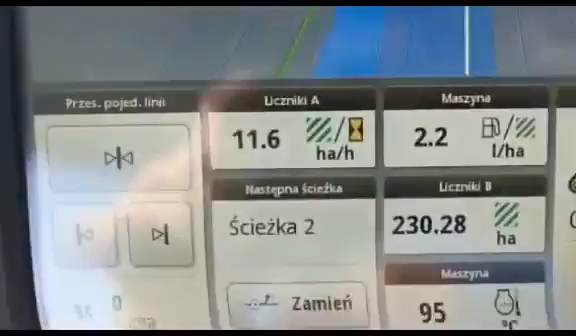 Przes. pojed. linii
Liczniki A
Maszyna
11.6
ha/h
2.2
l/ha
Następna ścieżka
Liczniki B
Ścieżka 2
230.28
ha
Maszyna
0
Zamień
95
°C